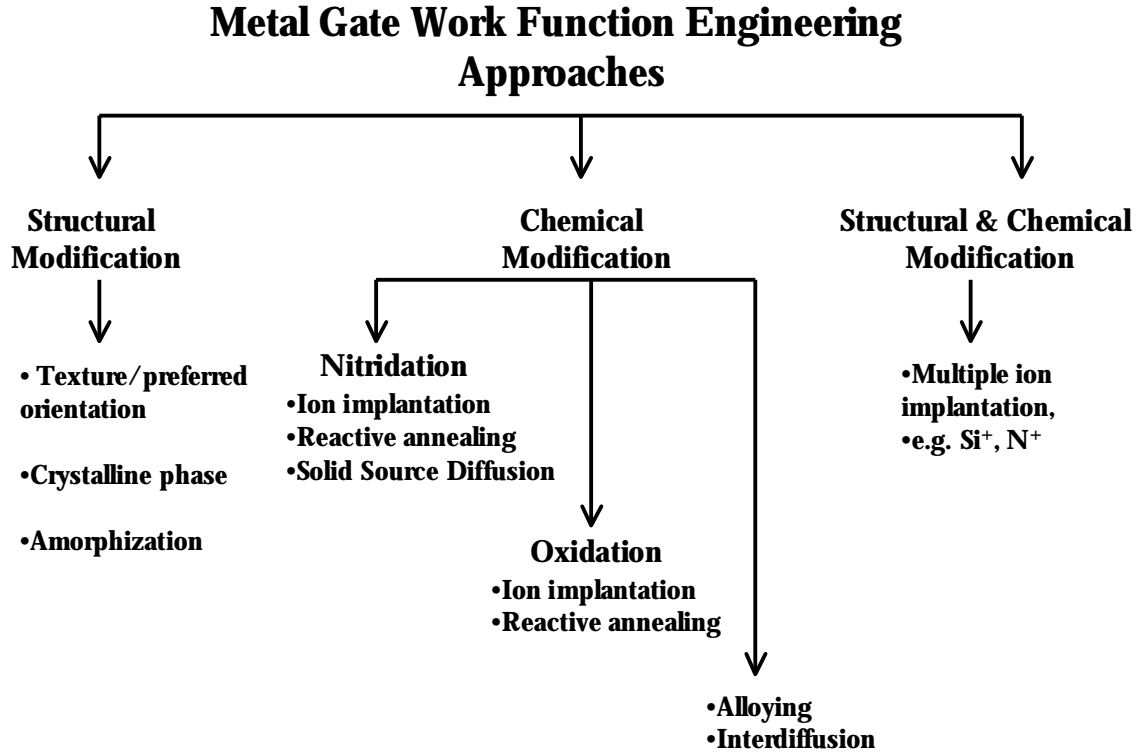 Metal Gate Work Function Engineering
Approaches
Structural
Modification
Chemical
Modification
Structural & Chemical
Modification
• Texture/preferred
orientation
•Crystalline phase
•Amorphization
Nitridation
•Ion implantation
•Reactive annealing
•Solid Source Diffusion
Oxidation
•Ion implantation
•Reactive annealing
•Alloying
•Interdiffusion
•Multiple ion
implantation,
•e.g. Si⁺, N⁺